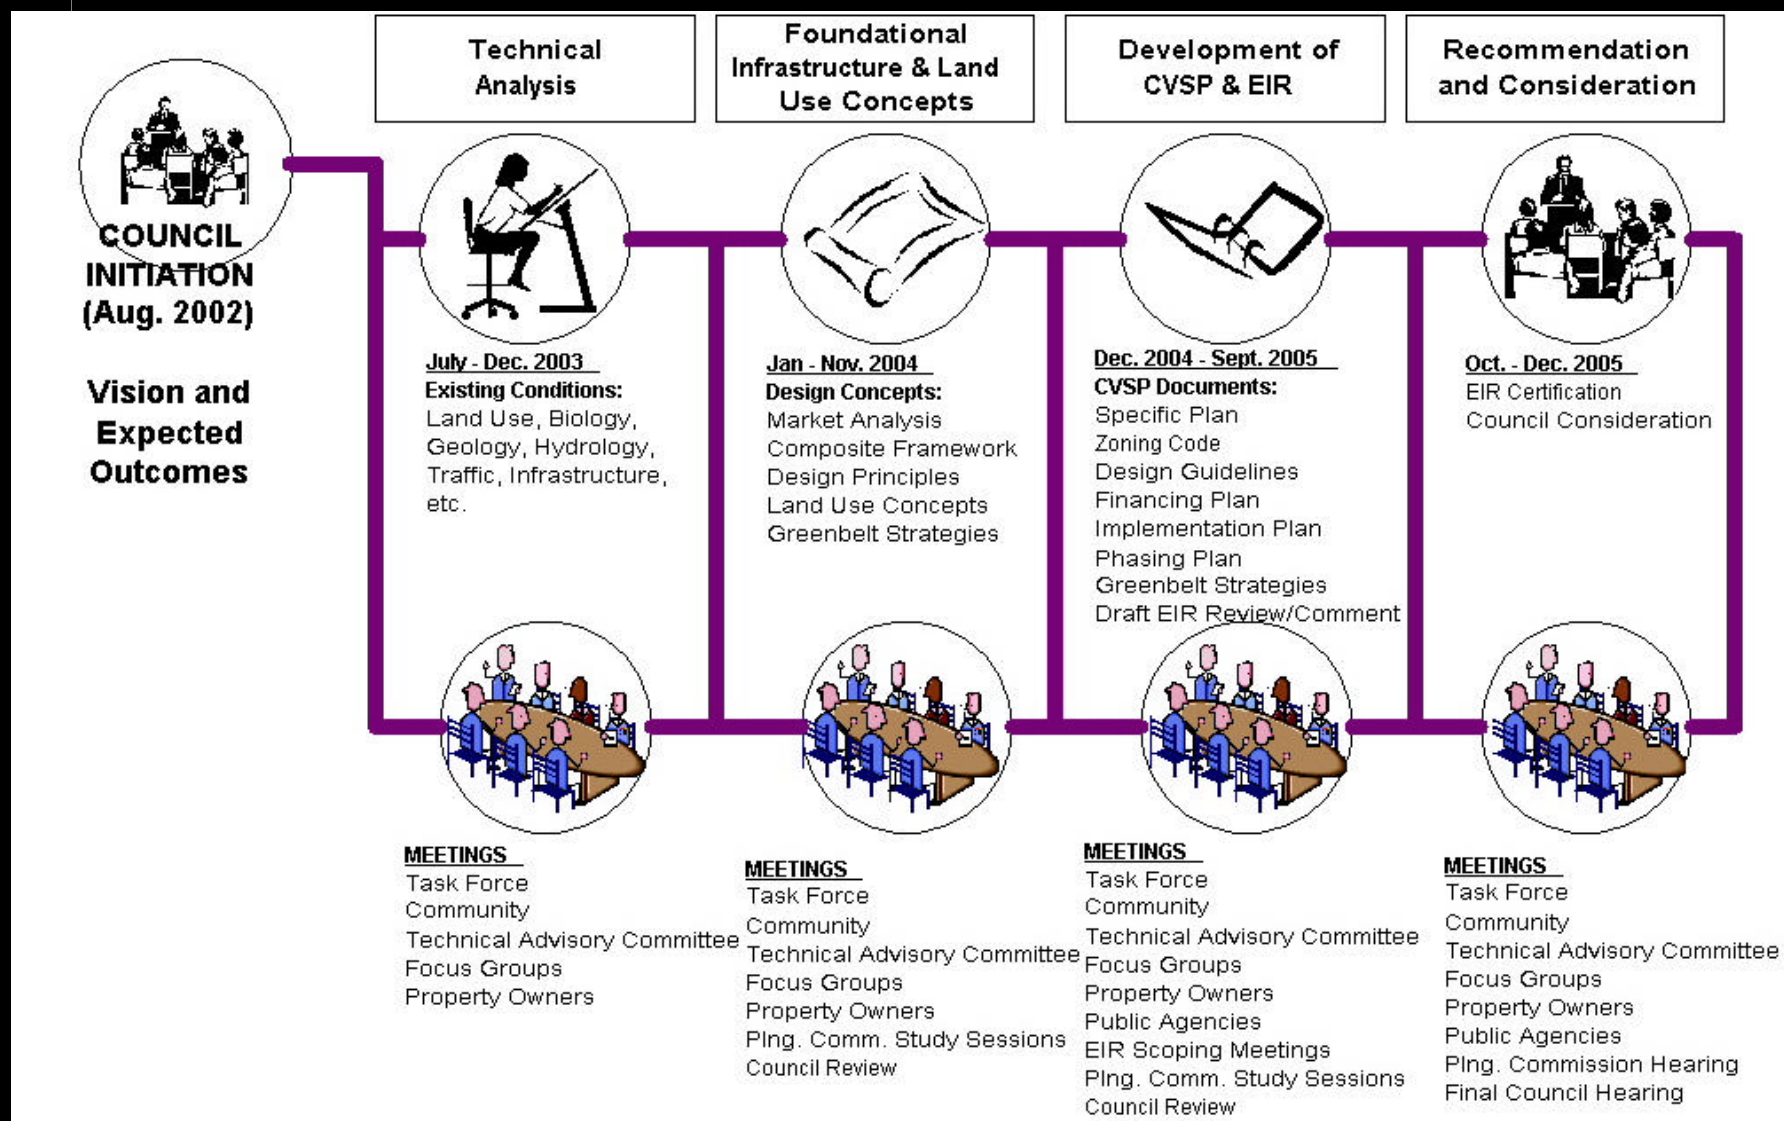 COUNCIL
INITIATION
(Aug. 2002)
Vision and
Expected
Outcomes
Technical
Analysis
July - Dec. 2003
Existing Conditions:
Land Use, Biology,
Geology, Hydrology,
Traffic, Infrastructure,
etc.
MEETINGS
Task Force
Community
Technical Advisory Committee
Focus Groups
Property Owners
Foundational
Infrastructure & Land
Use Concepts
Jan - Nov. 2004
Design Concepts:
Market Analysis
Composite Framework
Design Principles
Land Use Concepts
Greenbelt Strategies
MEETINGS
Task Force
Community
Technical Advisory Committee
Focus Groups
Property Owners
Plng. Comm. Study Sessions
Council Review
Development of
CVSP & EIR
Dec. 2004 - Sept. 2005
CVSP Documents:
Specific Plan
Zoning Code
Design Guidelines
Financing Plan
Implementation Plan
Phasing Plan
Greenbelt Strategies
Draft EIR Review/Comment
MEETINGS
Task Force
Community
Technical Advisory Committee
Focus Groups
Property Owners
Public Agencies
EIR Scoping Meetings
Plng. Comm. Study Sessions
Council Review
Recommendation
and Consideration
Oct. - Dec. 2005
EIR Certification
Council Consideration
MEETINGS
Task Force
Community
Technical Advisory Committee
Focus Groups
Property Owners
Public Agencies
Plng. Commission Hearing
Final Council Hearing